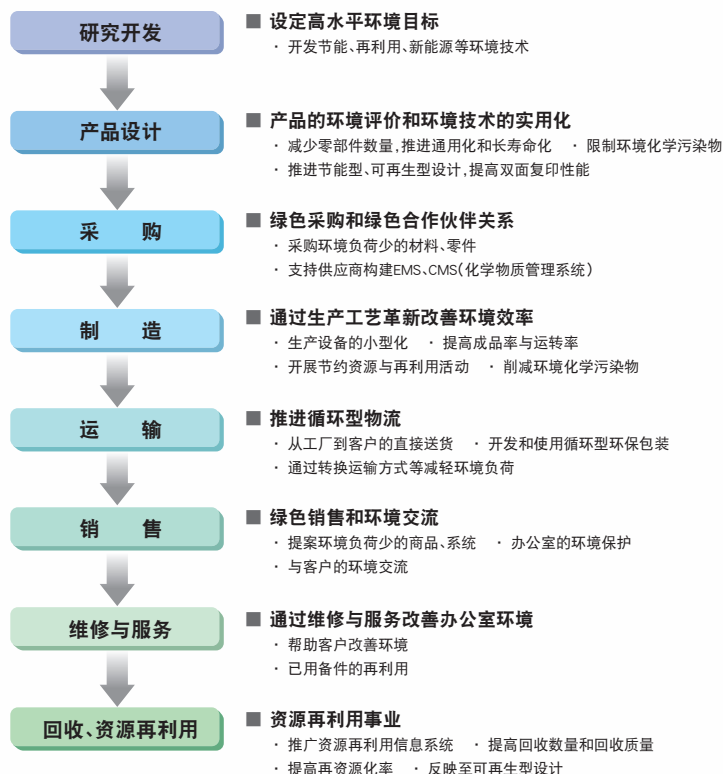 研究开发
■ 设定高水平环境目标
· 开发节能、再利用、新能源等环境技术
产品设计
■ 产品的环境评价和环境技术的实用化
· 减少零部件数量,推进通用化和长寿命化 · 限制环境化学污染物
· 推进节能型、可再生型设计,提高双面复印性能
采 购
■ 绿色采购和绿色合作伙伴关系
· 采购环境负荷少的材料、零件
· 支持供应商构建EMS、CMS(化学物质管理系统)
制 造
■ 通过生产工艺革新改善环境效率
· 生产设备的小型化 · 提高成品率与运转率
· 开展节约资源与再利用活动 · 削减环境化学污染物
运 输
■ 推进循环型物流
· 从工厂到客户的直接送货 · 开发和使用循环型环保包装
· 通过转换运输方式等减轻环境负荷
销 售
■ 绿色销售和环境交流
· 提案环境负荷少的商品、系统 · 办公室的环境保护
· 与客户的环境交流
维修与服务
■ 通过维修与服务改善办公室环境
· 帮助客户改善环境
· 已用备件的再利用
回收、资源再利用
■ 资源再利用事业
· 推广资源再利用信息系统 · 提高回收数量和回收质量
· 提高再资源化率 · 反映至可再生型设计